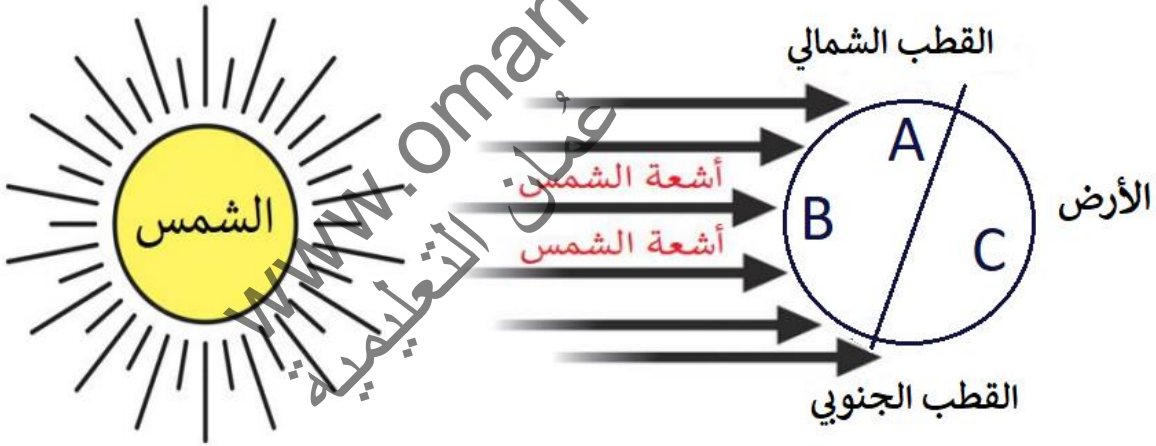 القطب الشمالي
A
أشعة الشمس
الشمس
B
الأرض
أشعة الشمس
C
القطب الجنوبي
www.oman
عُمان التعليمية